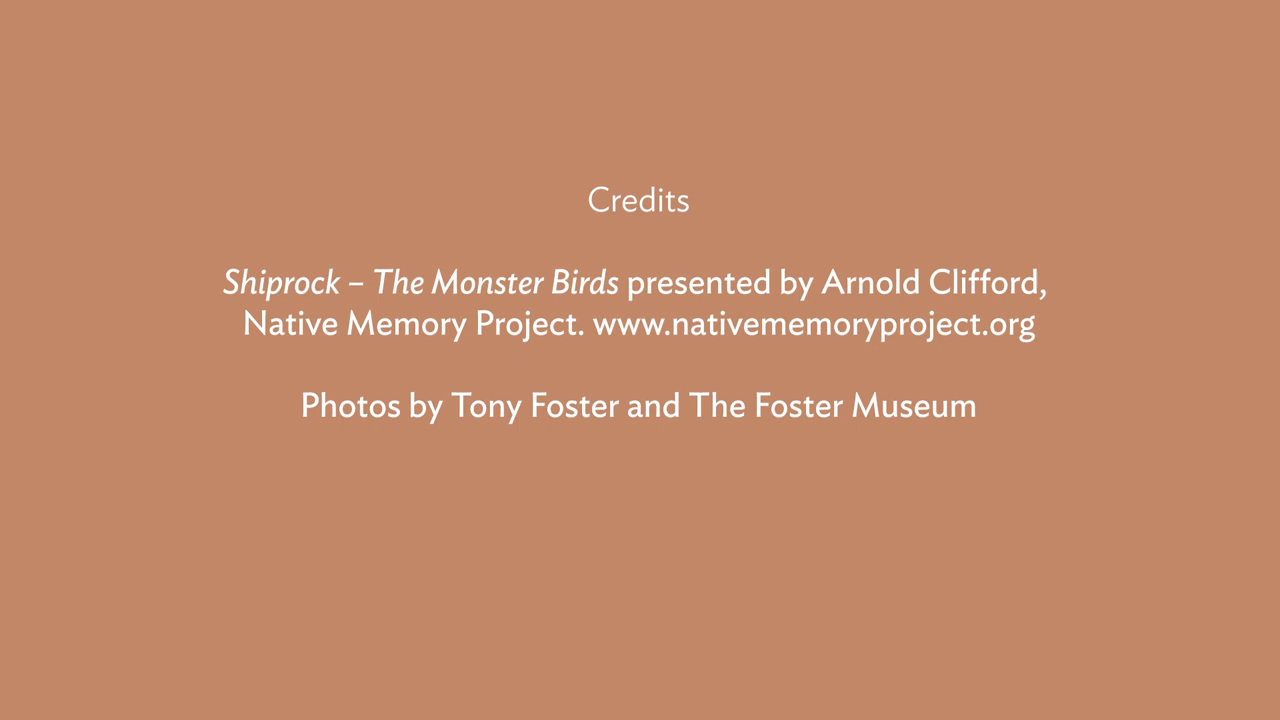 Credits
Shiprock – The Monster Birds presented by Arnold Clifford,
Native Memory Project. www.nativememoryproject.org
Photos by Tony Foster and The Foster Museum